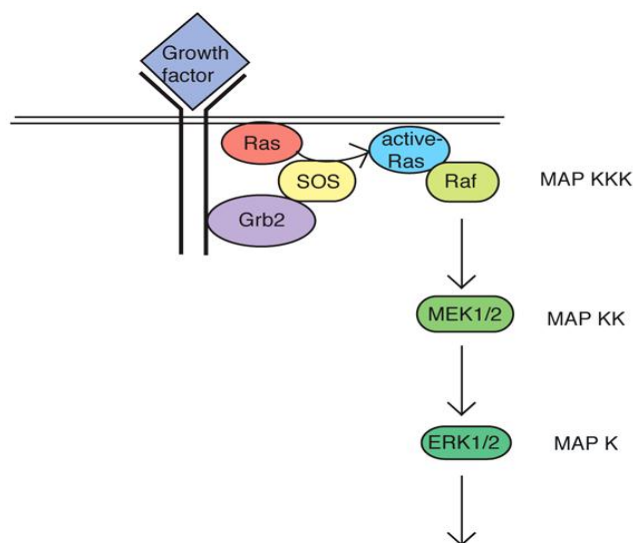 Growth
factor
Ras
active-
Ras
SOS
Raf
MAP KKK
Grb2
MEK1/2
MAP KK
ERK1/2
MAP K